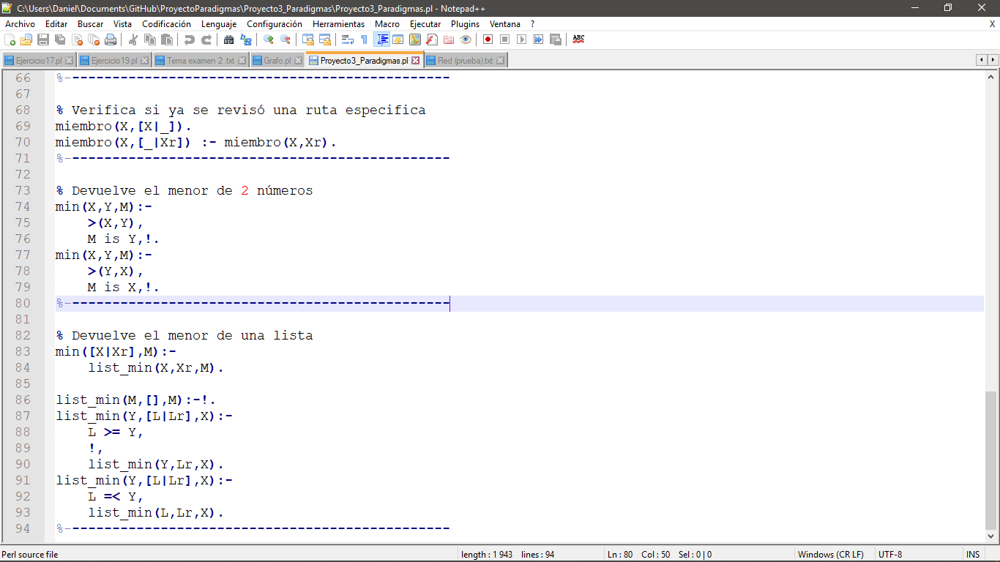 C:\Users\Daniel\Documents\GitHub\ProyectoParadigmas\Proyecto3_Paradigmas\Proyecto3_Paradigmas.pl - Notepad++
Archivo Editar Buscar Vista Codificación Lenguaje Configuración Herramientas Macro Ejecutar Plugins Ventana ? X
Ejercicio17.pl Ejercicio19.pl Tema examen 2 .txt Grafo.pl Proyecto3_Paradigmas.pl Red (prueba).txt
66 %------------------------------------------------
67
68 % Verifica si ya se revisó una ruta especifica
69 miembro(X,[X|_]).
70 miembro(X,[_|Xr]) :- miembro(X,Xr).
71 %------------------------------------------------
72
73 % Devuelve el menor de 2 números
74 min(X,Y,M):-
75 >(X,Y),
76 M is Y,!.
77 min(X,Y,M):-
78 >(Y,X),
79 M is X,!.
80 %------------------------------------------------
81
82 % Devuelve el menor de una lista
83 min([X|Xr],M):-
84 list_min(X,Xr,M).
85
86 list_min(M,[],M):-!.
87 list_min(Y,[L|Lr],X):-
88 L >= Y,
89 !,
90 list_min(Y,Lr,X).
91 list_min(Y,[L|Lr],X):-
92 L =< Y,
93 list_min(L,Lr,X).
94 %------------------------------------------------
Perl source file length : 1 943 lines : 94 Ln : 80 Col : 50 Sel : 0 | 0 Windows (CR LF) UTF-8 INS